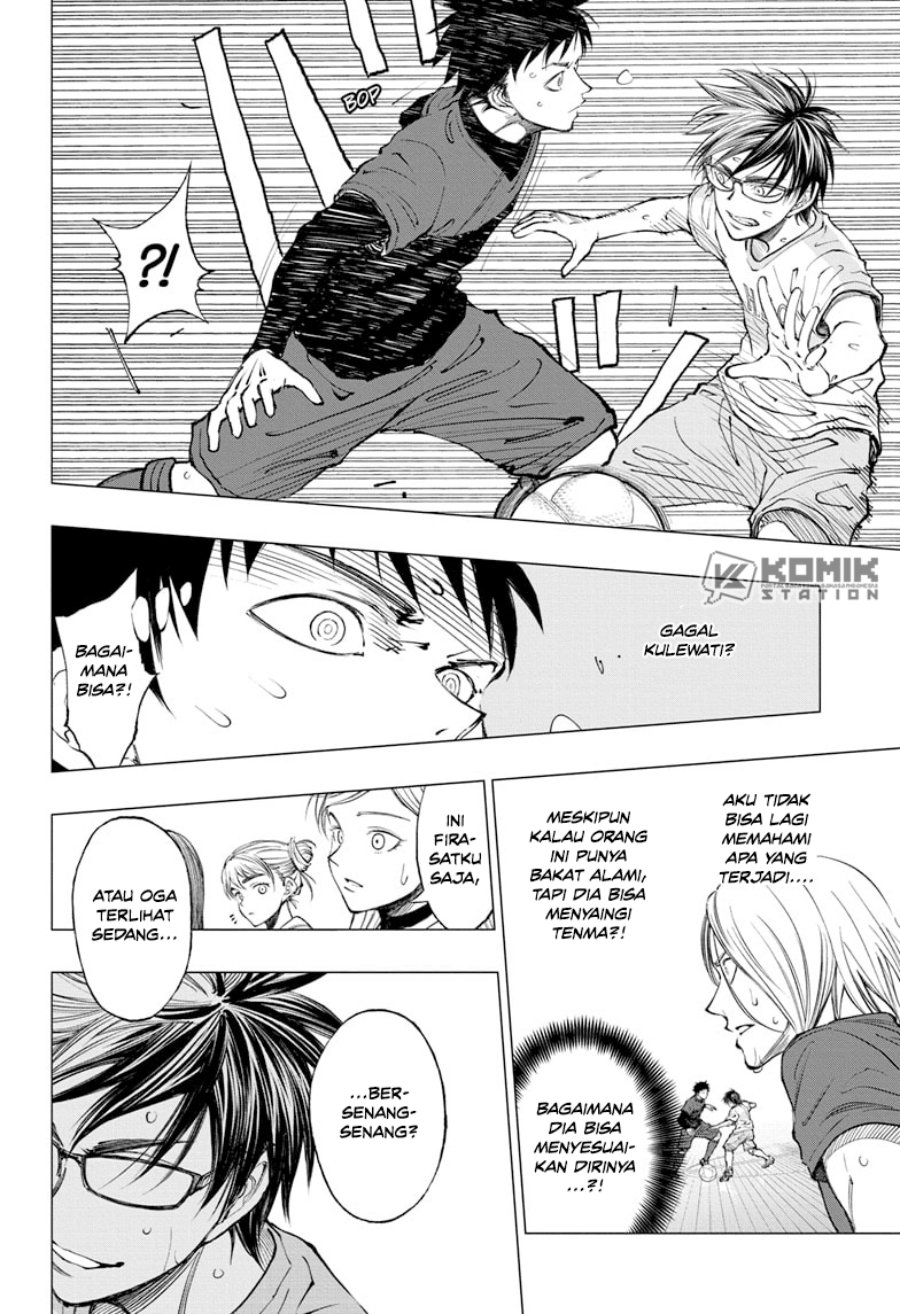 BOP
?!
KOMIK
STATION
GAGAL
KULEWATI?
BAGAI-
MANA
BISA?!
AKU TIDAK
BISA LAGI
MEMAHAMI
APA YANG
TERJADI....
MESKIPUN
KALAU ORANG
INI PUNYA
BAKAT ALAMI,
TAPI DIA BISA
MENYAINGI
TENMA?!
BAGAIMANA
DIA BISA
MENYESUAI-
KAN DIRINYA
...?!
INI
FIRA-
SATKU
SAJA,
ATAU OGA
TERLIHAT
SEDANG...
...BER-
SENANG-
SENANG?